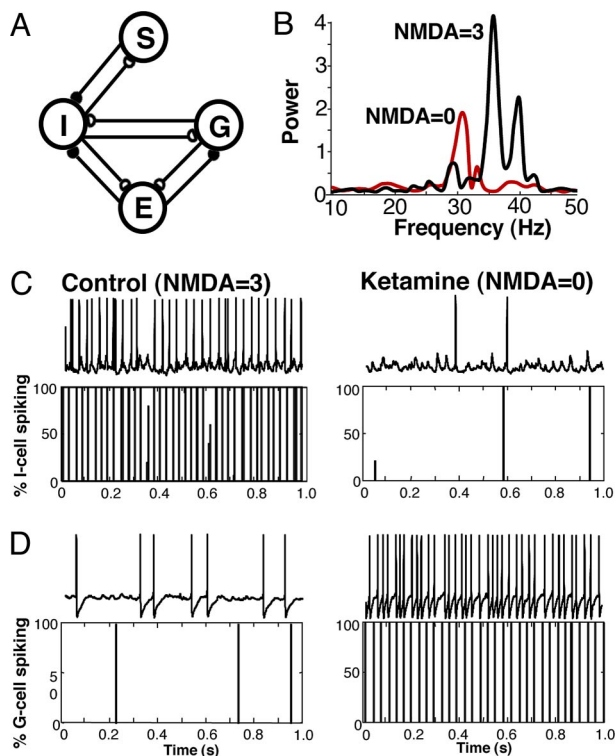 A
S
I
G
E
B
NMDA=3
NMDA=0
Power
4
3
2
1
0
10 20 30 40 50
Frequency (Hz)
C
Control (NMDA=3)
Ketamine (NMDA=0)
% I-cell spiking
100
50
0
0 0.2 0.4 0.6 0.8 1.0
100
50
0
0 0.2 0.4 0.6 0.8 1.0
D
% G-cell spiking
100
5
0
0
0 0.2 0.4 0.6 0.8 1.0
Time (s)
100
50
0
0 0.2 0.4 0.6 0.8 1.0
Time (s)